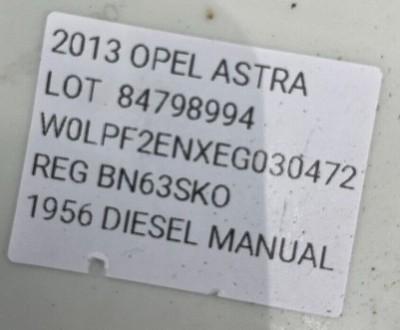 2013 OPEL ASTRA
LOT 84798994
W0LPF2ENXEG030472
REG BN63SKO
1956 DIESEL MANUAL